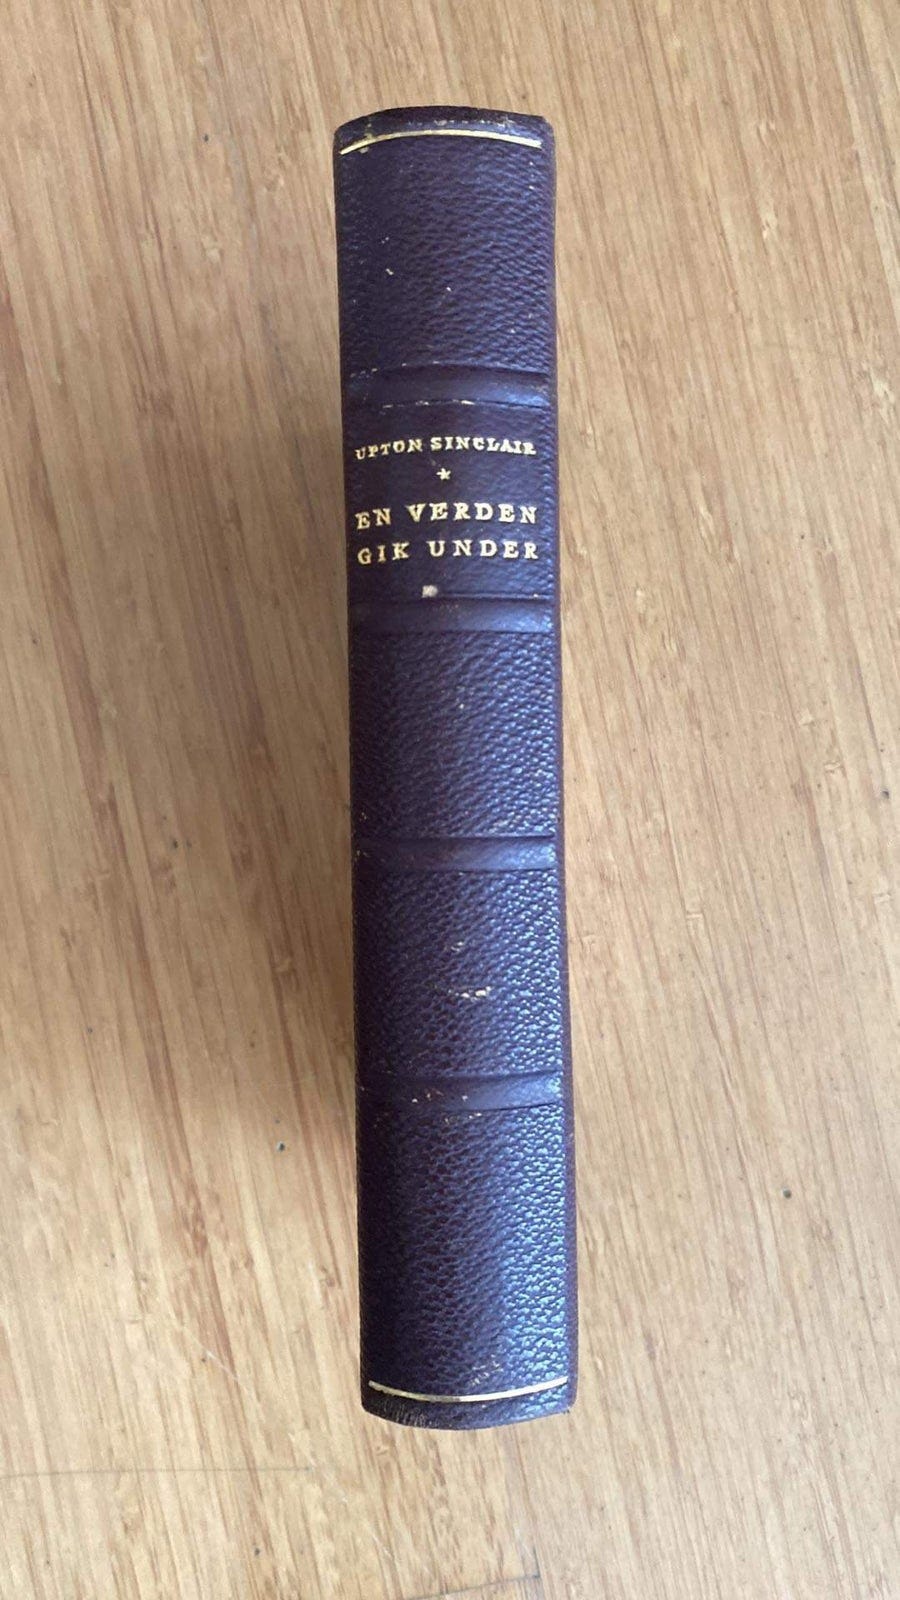 UPTON SINCLAIR
*
EN VERDEN
GIK UNDER